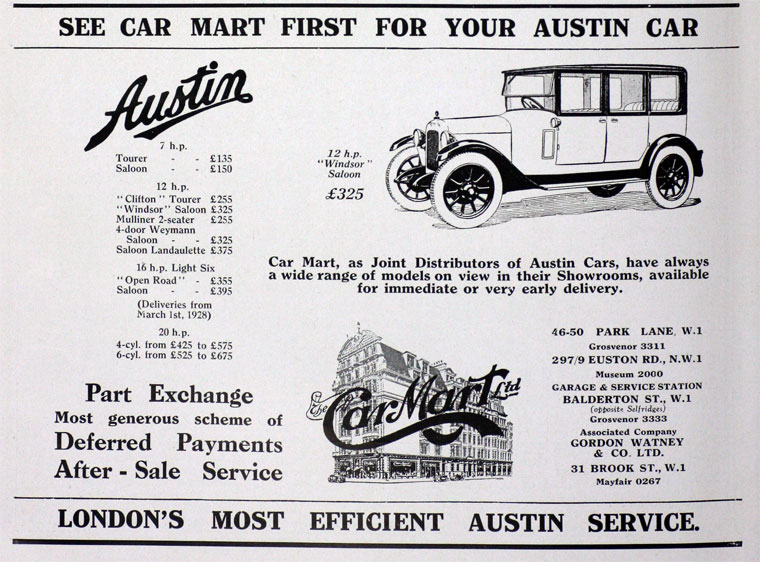 SEE CAR MART FIRST FOR YOUR AUSTIN CAR
Austin
7 h.p.
Tourer - - £135
Saloon - - £150
12 h.p.
"Clifton" Tourer £255
"Windsor" Saloon £325
Mulliner 2-seater £255
4-door Weymann
Saloon - - £325
Saloon Landaulette £375
16 h.p. Light Six
"Open Road" - £355
Saloon - - £395
(Deliveries from
March 1st, 1928)
20 h.p.
4-cyl. from £425 to £575
6-cyl. from £525 to £675
12 h.p.
"Windsor"
Saloon
£325
Car Mart, as Joint Distributors of Austin Cars, have always
a wide range of models on view in their Showrooms, available
for immediate or very early delivery.
Part Exchange
Most generous scheme of
Deferred Payments
After-Sale Service
The Car Mart Ltd
46-50 PARK LANE, W.1
Grosvenor 3311
297/9 EUSTON RD., N.W.1
Museum 2000
GARAGE & SERVICE STATION
BALDERTON ST., W.1
(opposite Selfridges)
Grosvenor 3333
Associated Company
GORDON WATNEY
& CO. LTD.
31 BROOK ST., W.1
Mayfair 0267
LONDON'S MOST EFFICIENT AUSTIN SERVICE.